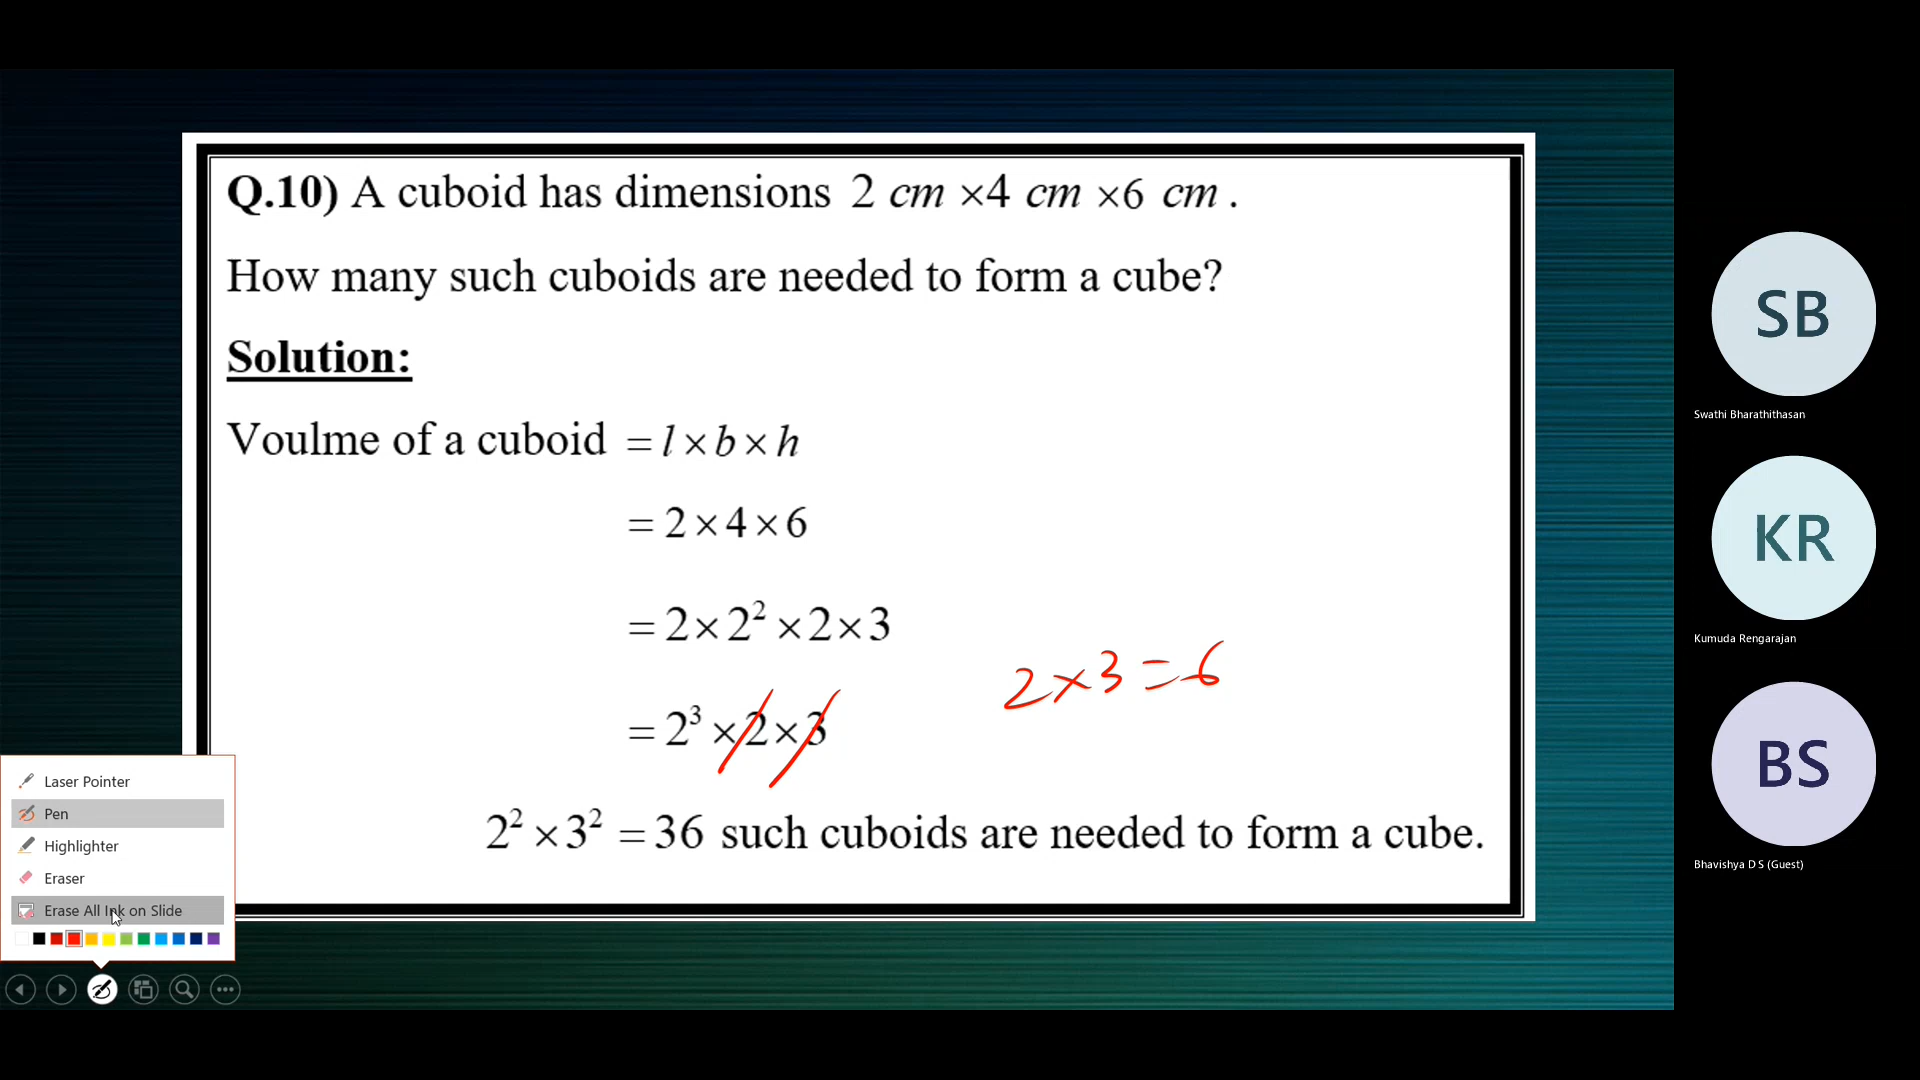 Q.10) A cuboid has dimensions 2 cm ×4 cm ×6 cm .
How many such cuboids are needed to form a cube?
Solution:
Voulme of a cuboid = l × b × h
= 2 × 4 × 6
= 2 × 2² × 2 × 3
2×3=6
= 2³ × 2 × 3
2² × 3² = 36 such cuboids are needed to form a cube.
Laser Pointer
Pen
Highlighter
Eraser
Erase All Ink on Slide
SB
Swathi Bharathithasan
KR
Kumuda Rengarajan
BS
Bhavishya D S (Guest)